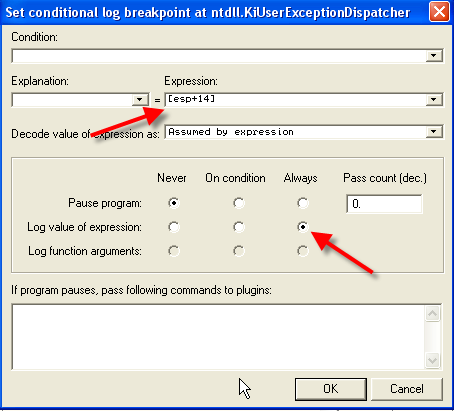 Set conditional log breakpoint at ntdll.KiUserExceptionDispatcher
Condition:
Explanation: Expression:
= [esp+14]
Decode value of expression as: Assumed by expression
Never On condition Always Pass count (dec.)
Pause program: 0.
Log value of expression:
Log function arguments:
If program pauses, pass following commands to plugins:
OK Cancel